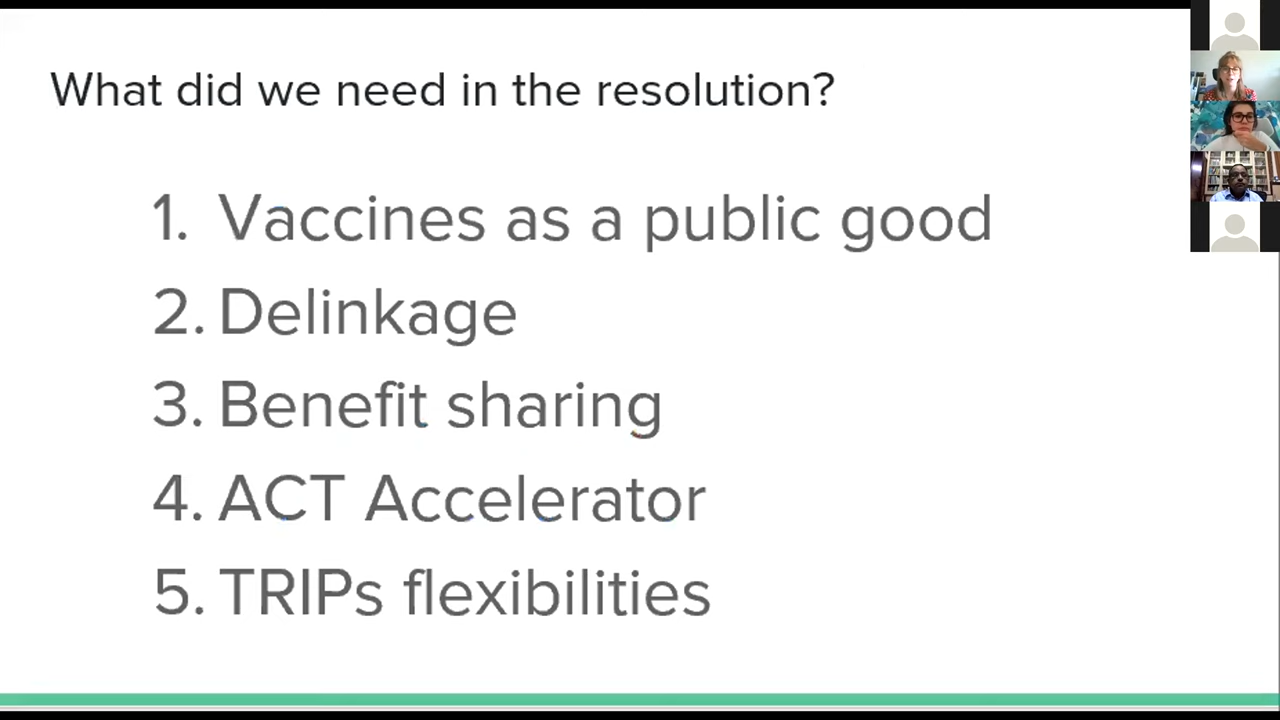 What did we need in the resolution?
1. Vaccines as a public good
2. Delinkage
3. Benefit sharing
4. ACT Accelerator
5. TRIPs flexibilities